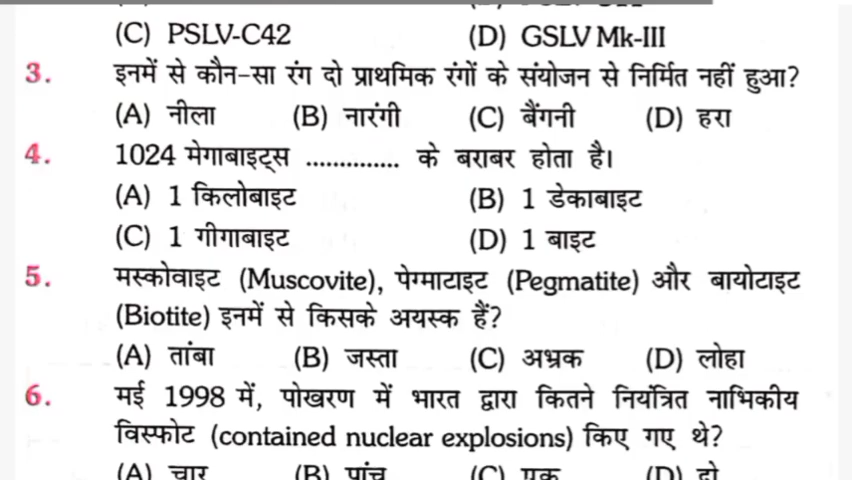 (C) PSLV-C42 (D) GSLV Mk-III
3. इनमें से कौन-सा रंग दो प्राथमिक रंगों के संयोजन से निर्मित नहीं हुआ?
(A) नीला (B) नारंगी (C) बैंगनी (D) हरा
4. 1024 मेगाबाइट्स .............. के बराबर होता है।
(A) 1 किलोबाइट (B) 1 डेकाबाइट
(C) 1 गीगाबाइट (D) 1 बाइट
5. मस्कोवाइट (Muscovite), पेग्माटाइट (Pegmatite) और बायोटाइट
(Biotite) इनमें से किसके अयस्क हैं?
(A) तांबा (B) जस्ता (C) अभ्रक (D) लोहा
6. मई 1998 में, पोखरण में भारत द्वारा कितने नियंत्रित नाभिकीय
विस्फोट (contained nuclear explosions) किए गए थे?
(A) चार (B) पांच (C) एक (D) दो